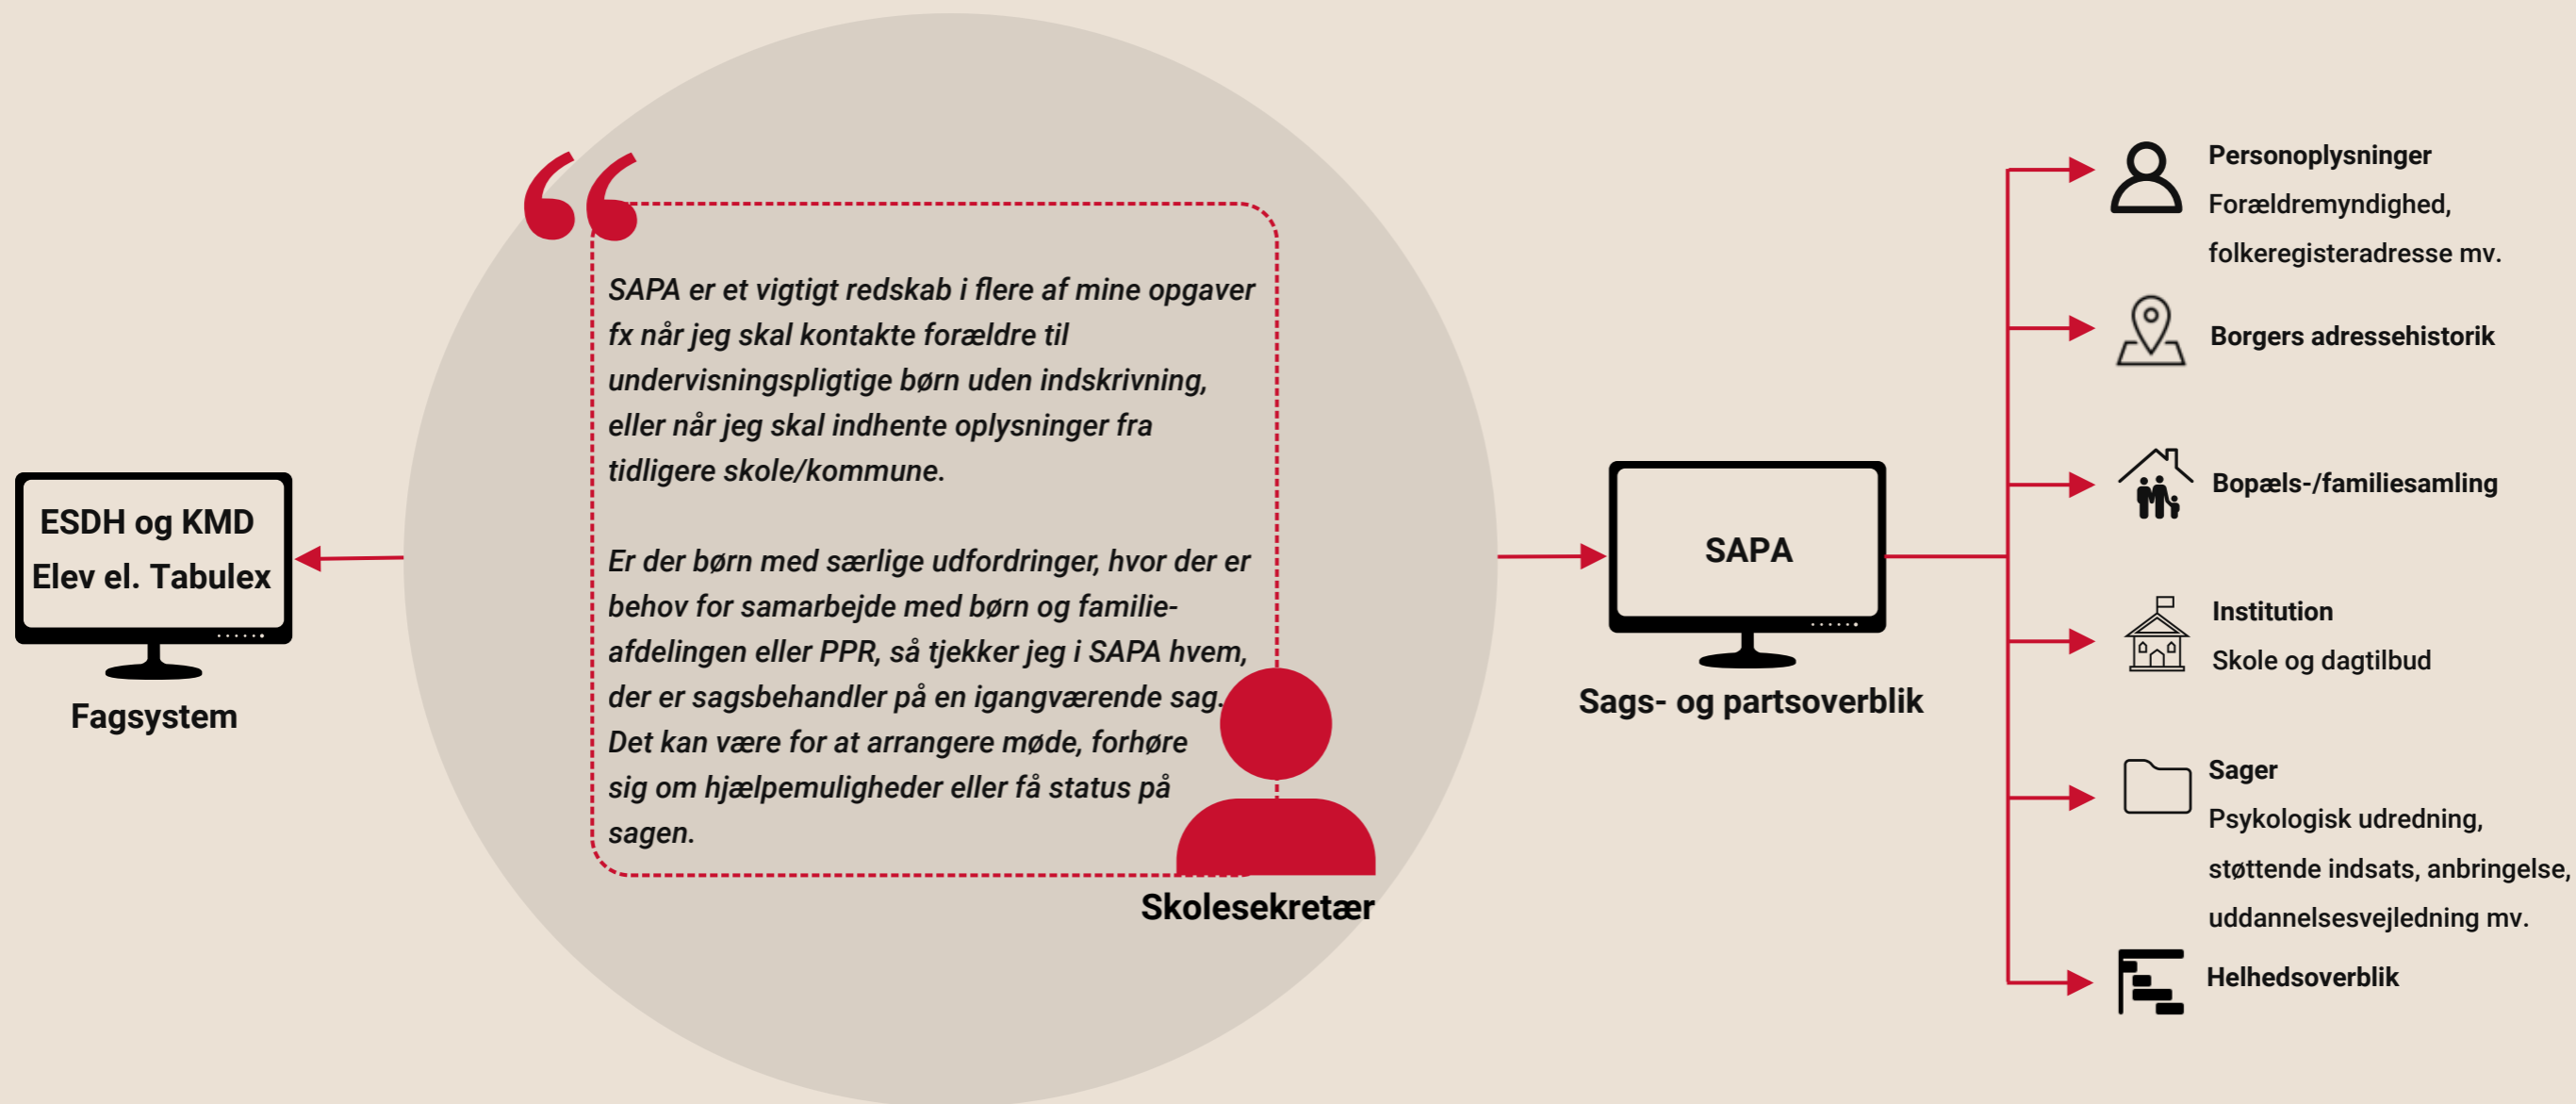 ESDH og KMD
Elev el. Tabulex
Fagsystem
“
SAPA er et vigtigt redskab i flere af mine opgaver
fx når jeg skal kontakte forældre til
undervisningspligtige børn uden indskrivning,
eller når jeg skal indhente oplysninger fra
tidligere skole/kommune.
Er der børn med særlige udfordringer, hvor der er
behov for samarbejde med børn og familie-
afdelingen eller PPR, så tjekker jeg i SAPA hvem,
der er sagsbehandler på en igangværende sag.
Det kan være for at arrangere møde, forhøre
sig om hjælpemuligheder eller få status på
sagen.
Skolesekretær
SAPA
Sags- og partsoverblik
Personoplysninger
Forældremyndighed,
folkeregisteradresse mv.
Borgers adressehistorik
Bopæls-/familiesamling
Institution
Skole og dagtilbud
Sager
Psykologisk udredning,
støttende indsats, anbringelse,
uddannelsesvejledning mv.
Helhedsoverblik